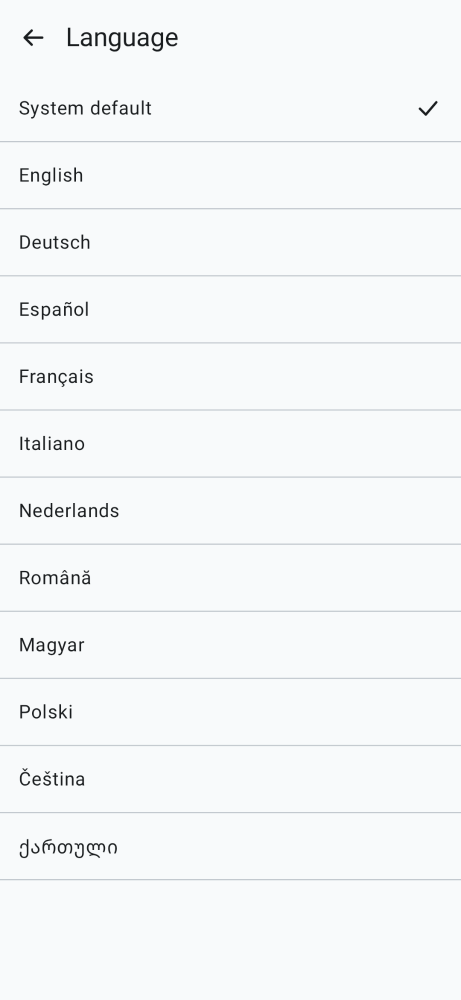 Language
System default
English
Deutsch
Español
Français
Italiano
Nederlands
Română
Magyar
Polski
Čeština
ქართული